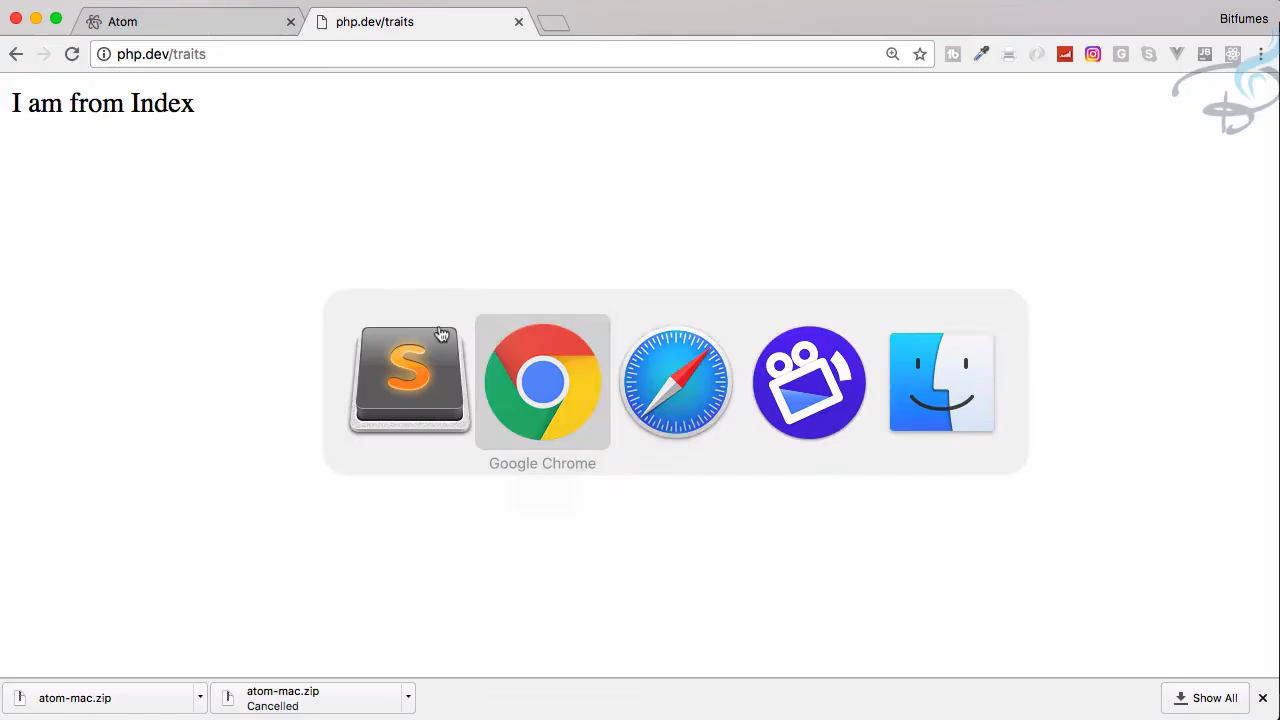 Atom
php.dev/traits
Bitfumes
php.dev/traits
I am from Index
Google Chrome
atom-mac.zip
atom-mac.zip
Cancelled
Show All